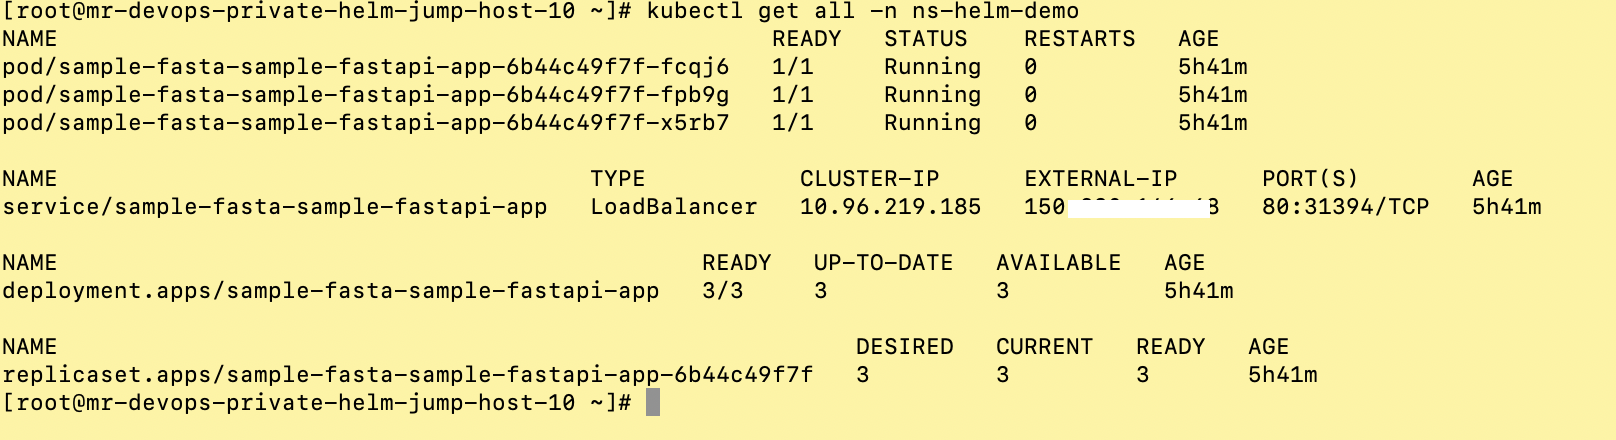 [root@mr-devops-private-helm-jump-host-10 ~]# kubectl get all -n ns-helm-demo
NAME READY STATUS RESTARTS AGE
pod/sample-fasta-sample-fastapi-app-6b44c49f7f-fcqj6 1/1 Running 0 5h41m
pod/sample-fasta-sample-fastapi-app-6b44c49f7f-fpb9g 1/1 Running 0 5h41m
pod/sample-fasta-sample-fastapi-app-6b44c49f7f-x5rb7 1/1 Running 0 5h41m
NAME TYPE CLUSTER-IP EXTERNAL-IP PORT(S) AGE
service/sample-fasta-sample-fastapi-app LoadBalancer 10.96.219.185 150 80:31394/TCP 5h41m
NAME READY UP-TO-DATE AVAILABLE AGE
deployment.apps/sample-fasta-sample-fastapi-app 3/3 3 3 5h41m
NAME DESIRED CURRENT READY AGE
replicaset.apps/sample-fasta-sample-fastapi-app-6b44c49f7f 3 3 3 5h41m
[root@mr-devops-private-helm-jump-host-10 ~]#